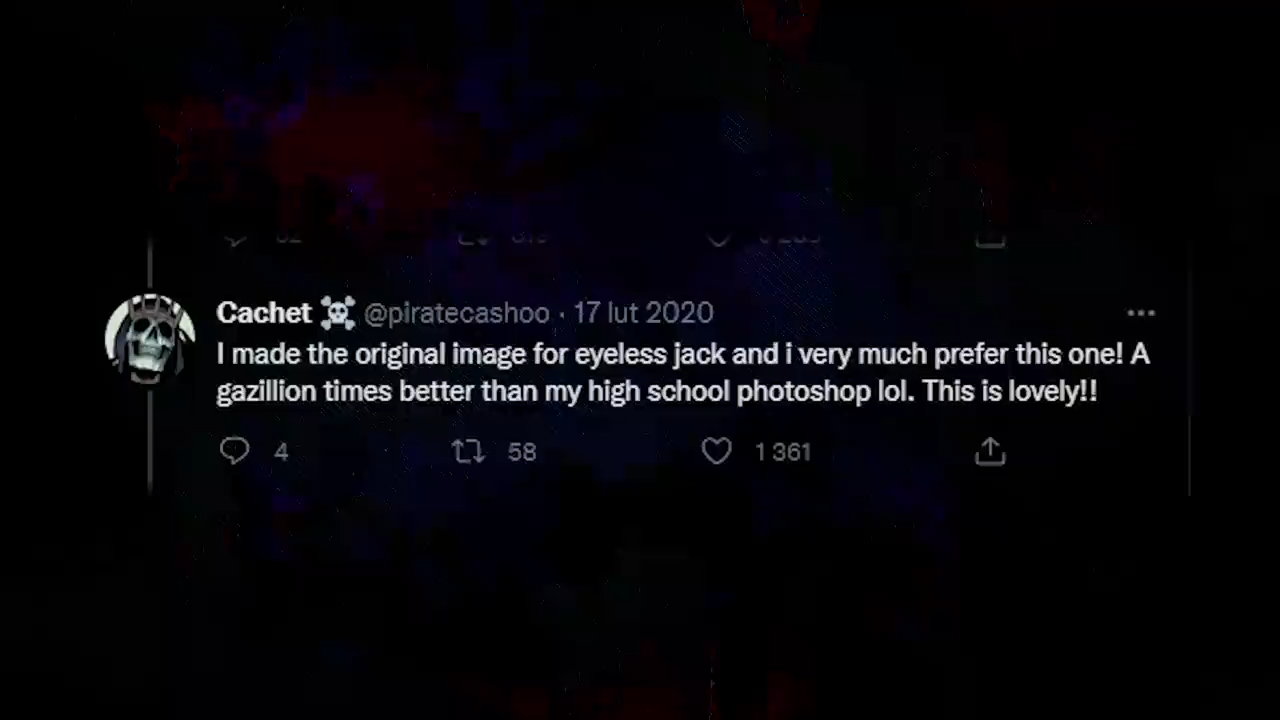 Cachet ☠ @piratecashoo · 17 lut 2020
I made the original image for eyeless jack and i very much prefer this one! A
gazillion times better than my high school photoshop lol. This is lovely!!
4 58 1 361